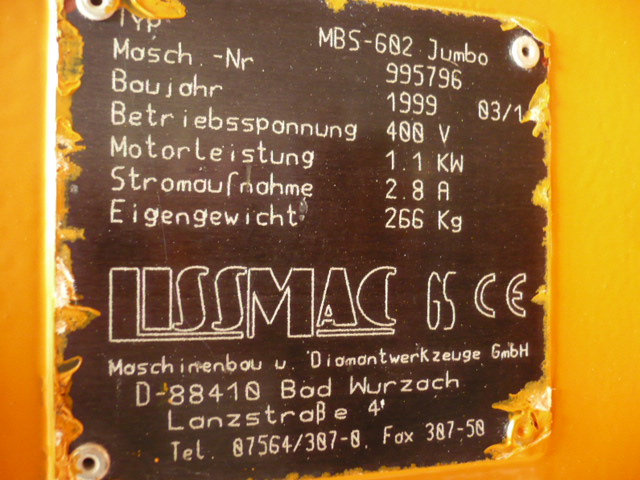 TYP MBS-602 Jumbo
Masch.-Nr 995796
Baujahr 1999 03/1
Betriebsspannung 400 V
Motorleistung 1.1 KW
Stromaufnahme 2.8 A
Eigengewicht 266 Kg
LISSMAC GS CE
Maschinenbau u. Diamantwerkzeuge GmbH
D-88410 Bad Wurzach
Lanzstraße 4
Tel. 07564/307-0, Fax 307-50